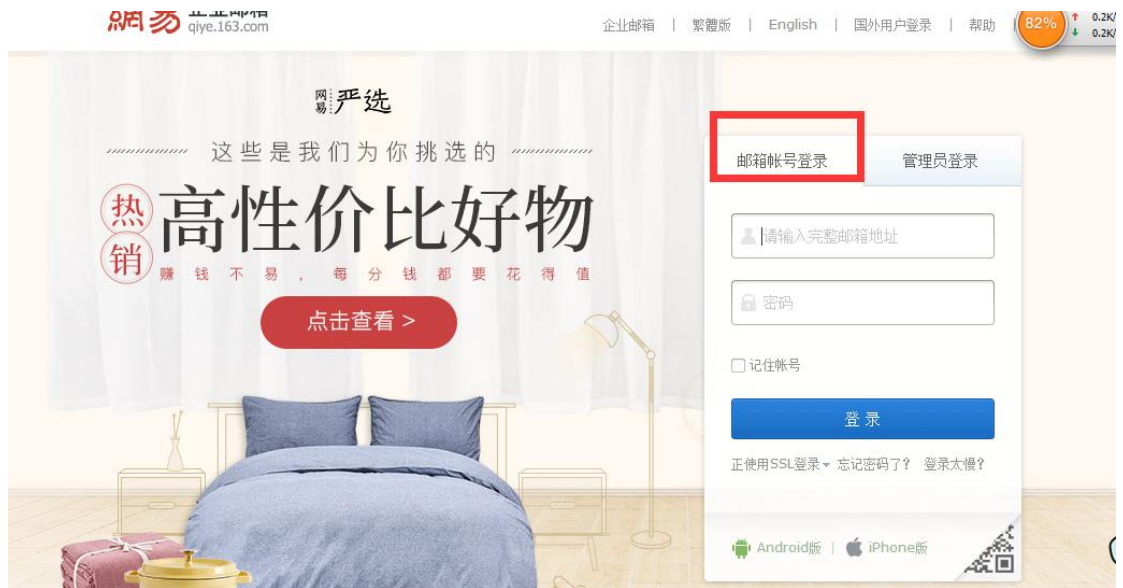 網易 企业邮箱
qiye.163.com
企业邮箱 | 繁體版 | English | 国外用户登录 | 帮助 |
82%
0.2K/
0.2K/
网易严选
这些是我们为你挑选的
热销
高性价比好物
赚钱不易，每分钱都要花得值
点击查看 >
邮箱帐号登录
管理员登录
请输入完整邮箱地址
密码
记住帐号
登 录
正使用SSL登录 忘记密码了? 登录太慢?
Android版 | iPhone版